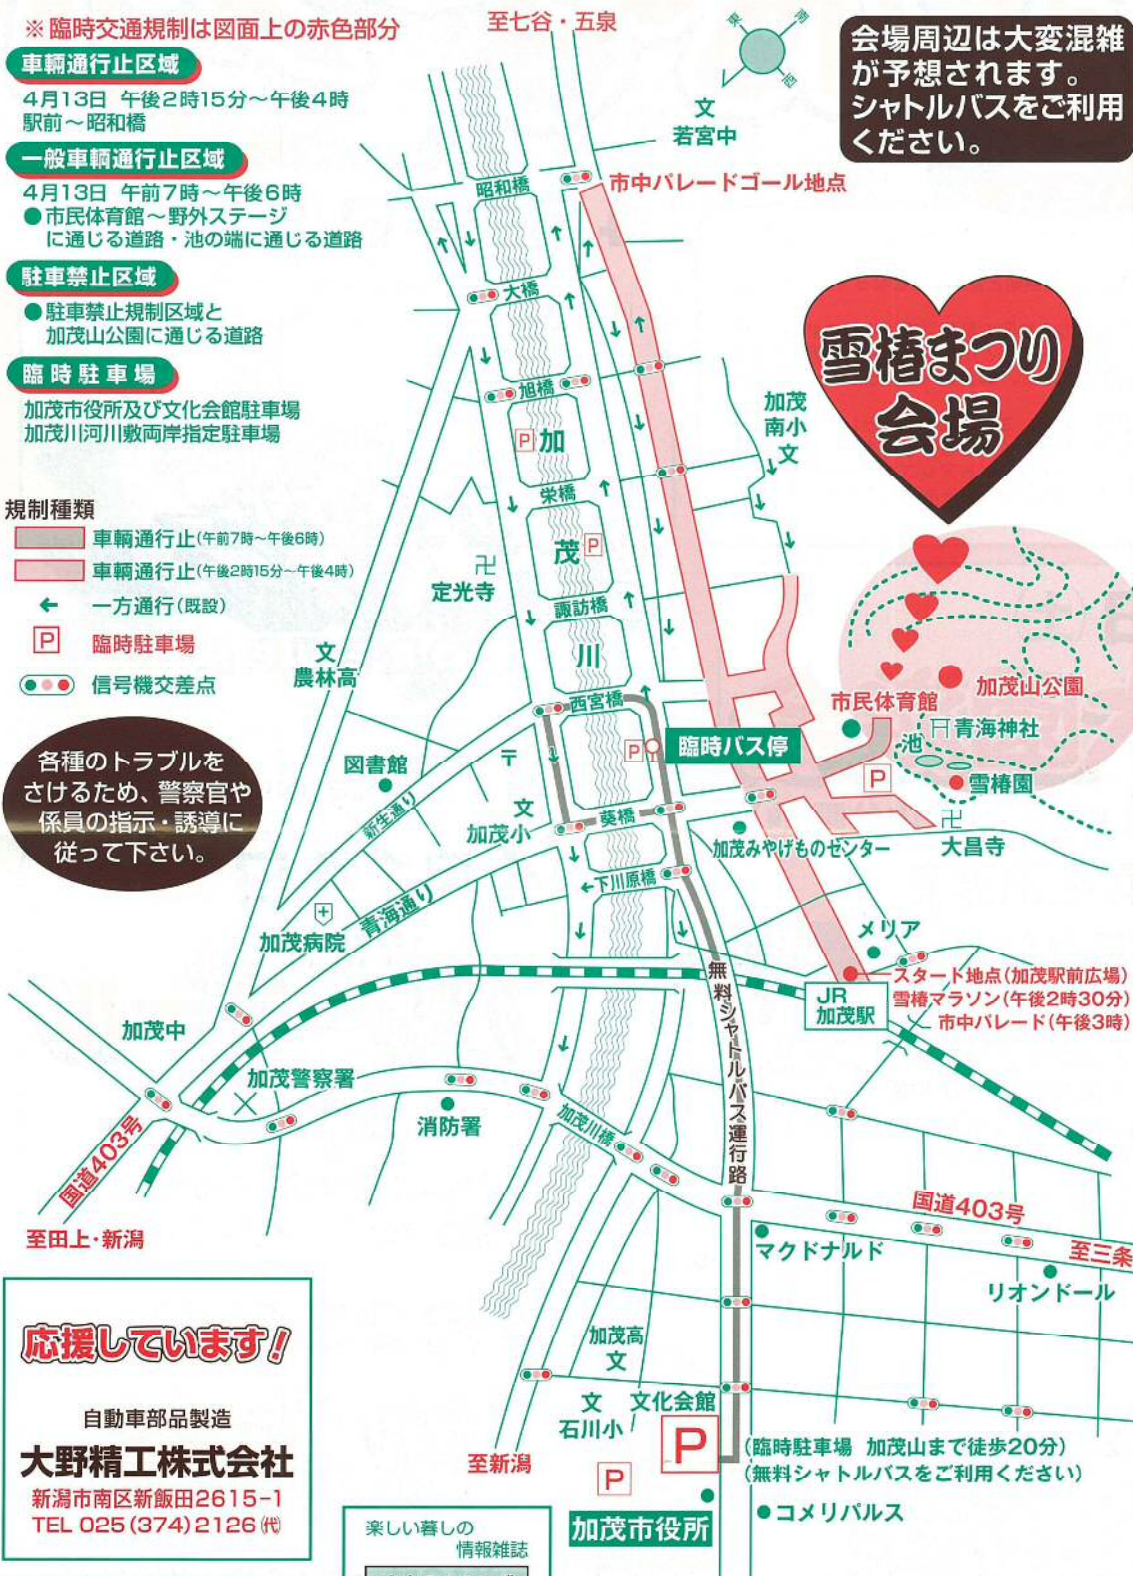 ※臨時交通規制は図面上の赤色部分
車輛通行止区域
4月13日 午後2時15分～午後4時
駅前～昭和橋
一般車輛通行止区域
4月13日 午前7時～午後6時
●市民体育館～野外ステージ
に通じる道路・池の端に通じる道路
駐車禁止区域
●駐車禁止規制区域と
加茂山公園に通じる道路
臨時駐車場
加茂市役所及び文化会館駐車場
加茂川河川敷両岸指定駐車場
規制種類
車輌通行止(午前7時～午後6時)
車輌通行止(午後2時15分～午後4時)
一方通行(既設)
P 臨時駐車場
信号機交差点
各種のトラブルを
さけるため、警察官や
係員の指示・誘導に
従って下さい。
至七谷・五泉
東
南
西
文
若宮中
会場周辺は大変混雑
が予想されます。
シャトルバスをご利用
ください。
昭和橋
市中パレードゴール地点
大橋
旭橋
P
加
栄橋
茂
P
諏訪橋
川
西宮橋
加茂
南小
文
雪椿まつり
会場
卍
定光寺
文
農林高
図書館
〒
文
加茂小
新生通り
青海通り
加茂病院
P
臨時バス停
葵橋
下川原橋
市民体育館
加茂山公園
青海神社
池
P
雪椿園
卍
大昌寺
加茂みやげものセンター
メリア
スタート地点(加茂駅前広場)
雪椿マラソン(午後2時30分)
市中パレード(午後3時)
JR
加茂駅
無料シャトルバス運行路
加茂中
加茂警察署
消防署
加茂川橋
国道403号
至田上・新潟
国道403号
至三条
マクドナルド
リオンドール
加茂高
文
文
石川小
文化会館
P
P
至新潟
(臨時駐車場 加茂山まで徒歩20分)
(無料シャトルバスをご利用ください)
加茂市役所
●コメリパルス
応援しています!
自動車部品製造
大野精工株式会社
新潟市南区新飯田2615-1
TEL 025(374)2126㈹
楽しい暮しの
情報雑誌